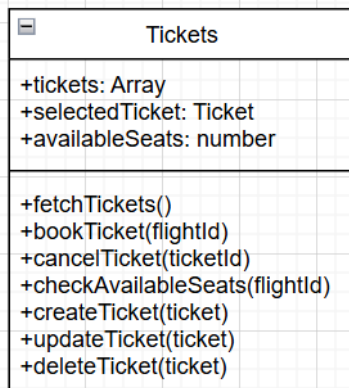 Tickets
+tickets: Array
+selectedTicket: Ticket
+availableSeats: number
+fetchTickets()
+bookTicket(flightId)
+cancelTicket(ticketId)
+checkAvailableSeats(flightId)
+createTicket(ticket)
+updateTicket(ticket)
+deleteTicket(ticket)